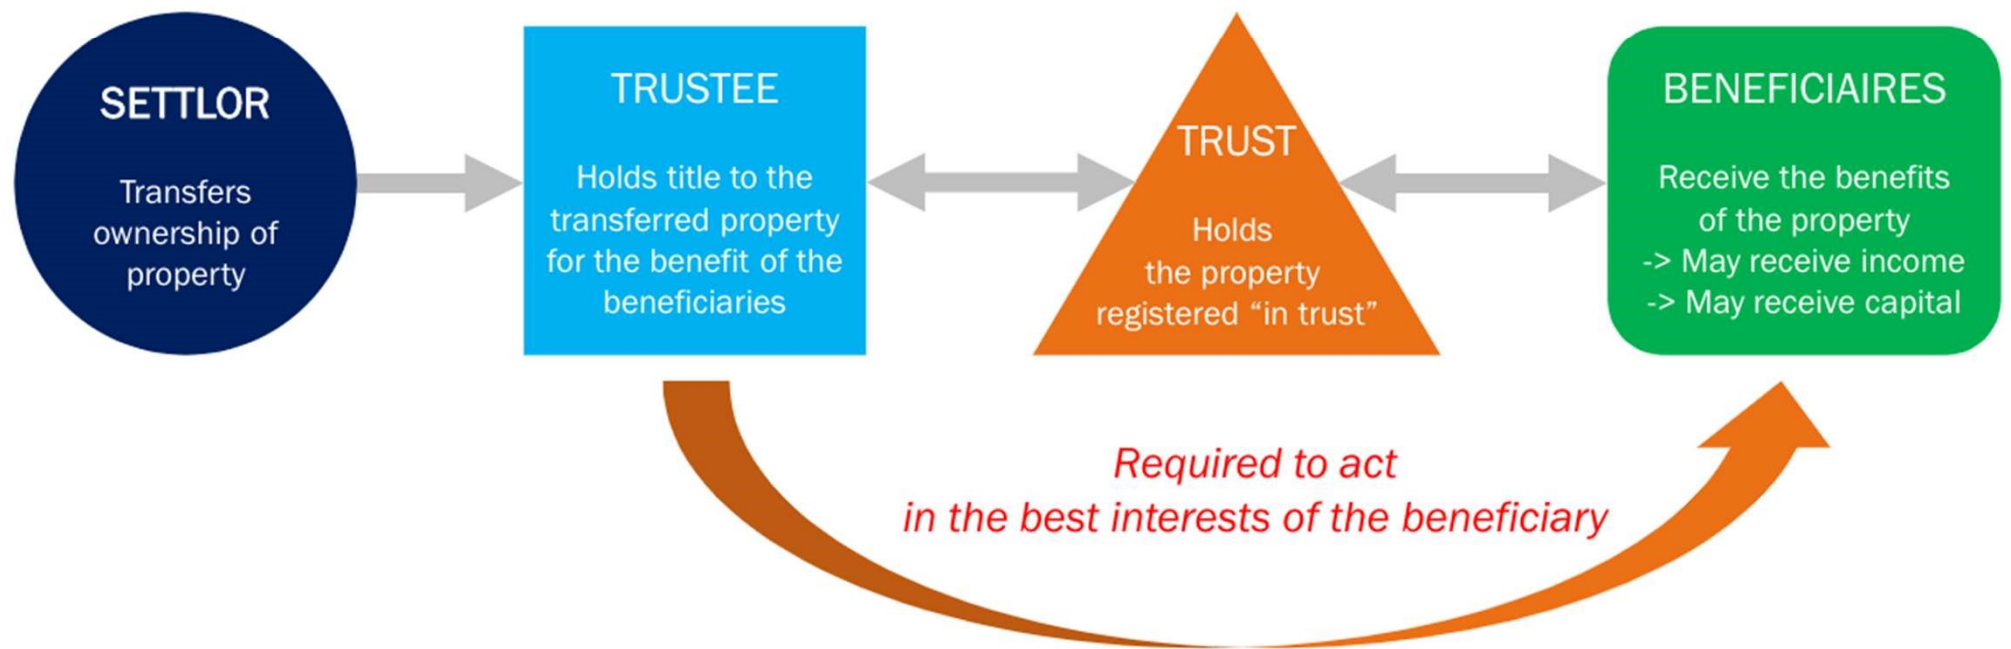 SETTLOR
Transfers
ownership of
property
TRUSTEE
Holds title to the
transferred property
for the benefit of the
beneficiaries
TRUST
Holds
the property
registered “in trust”
BENEFICIAIRES
Receive the benefits
of the property
-> May receive income
-> May receive capital
Required to act
in the best interests of the beneficiary